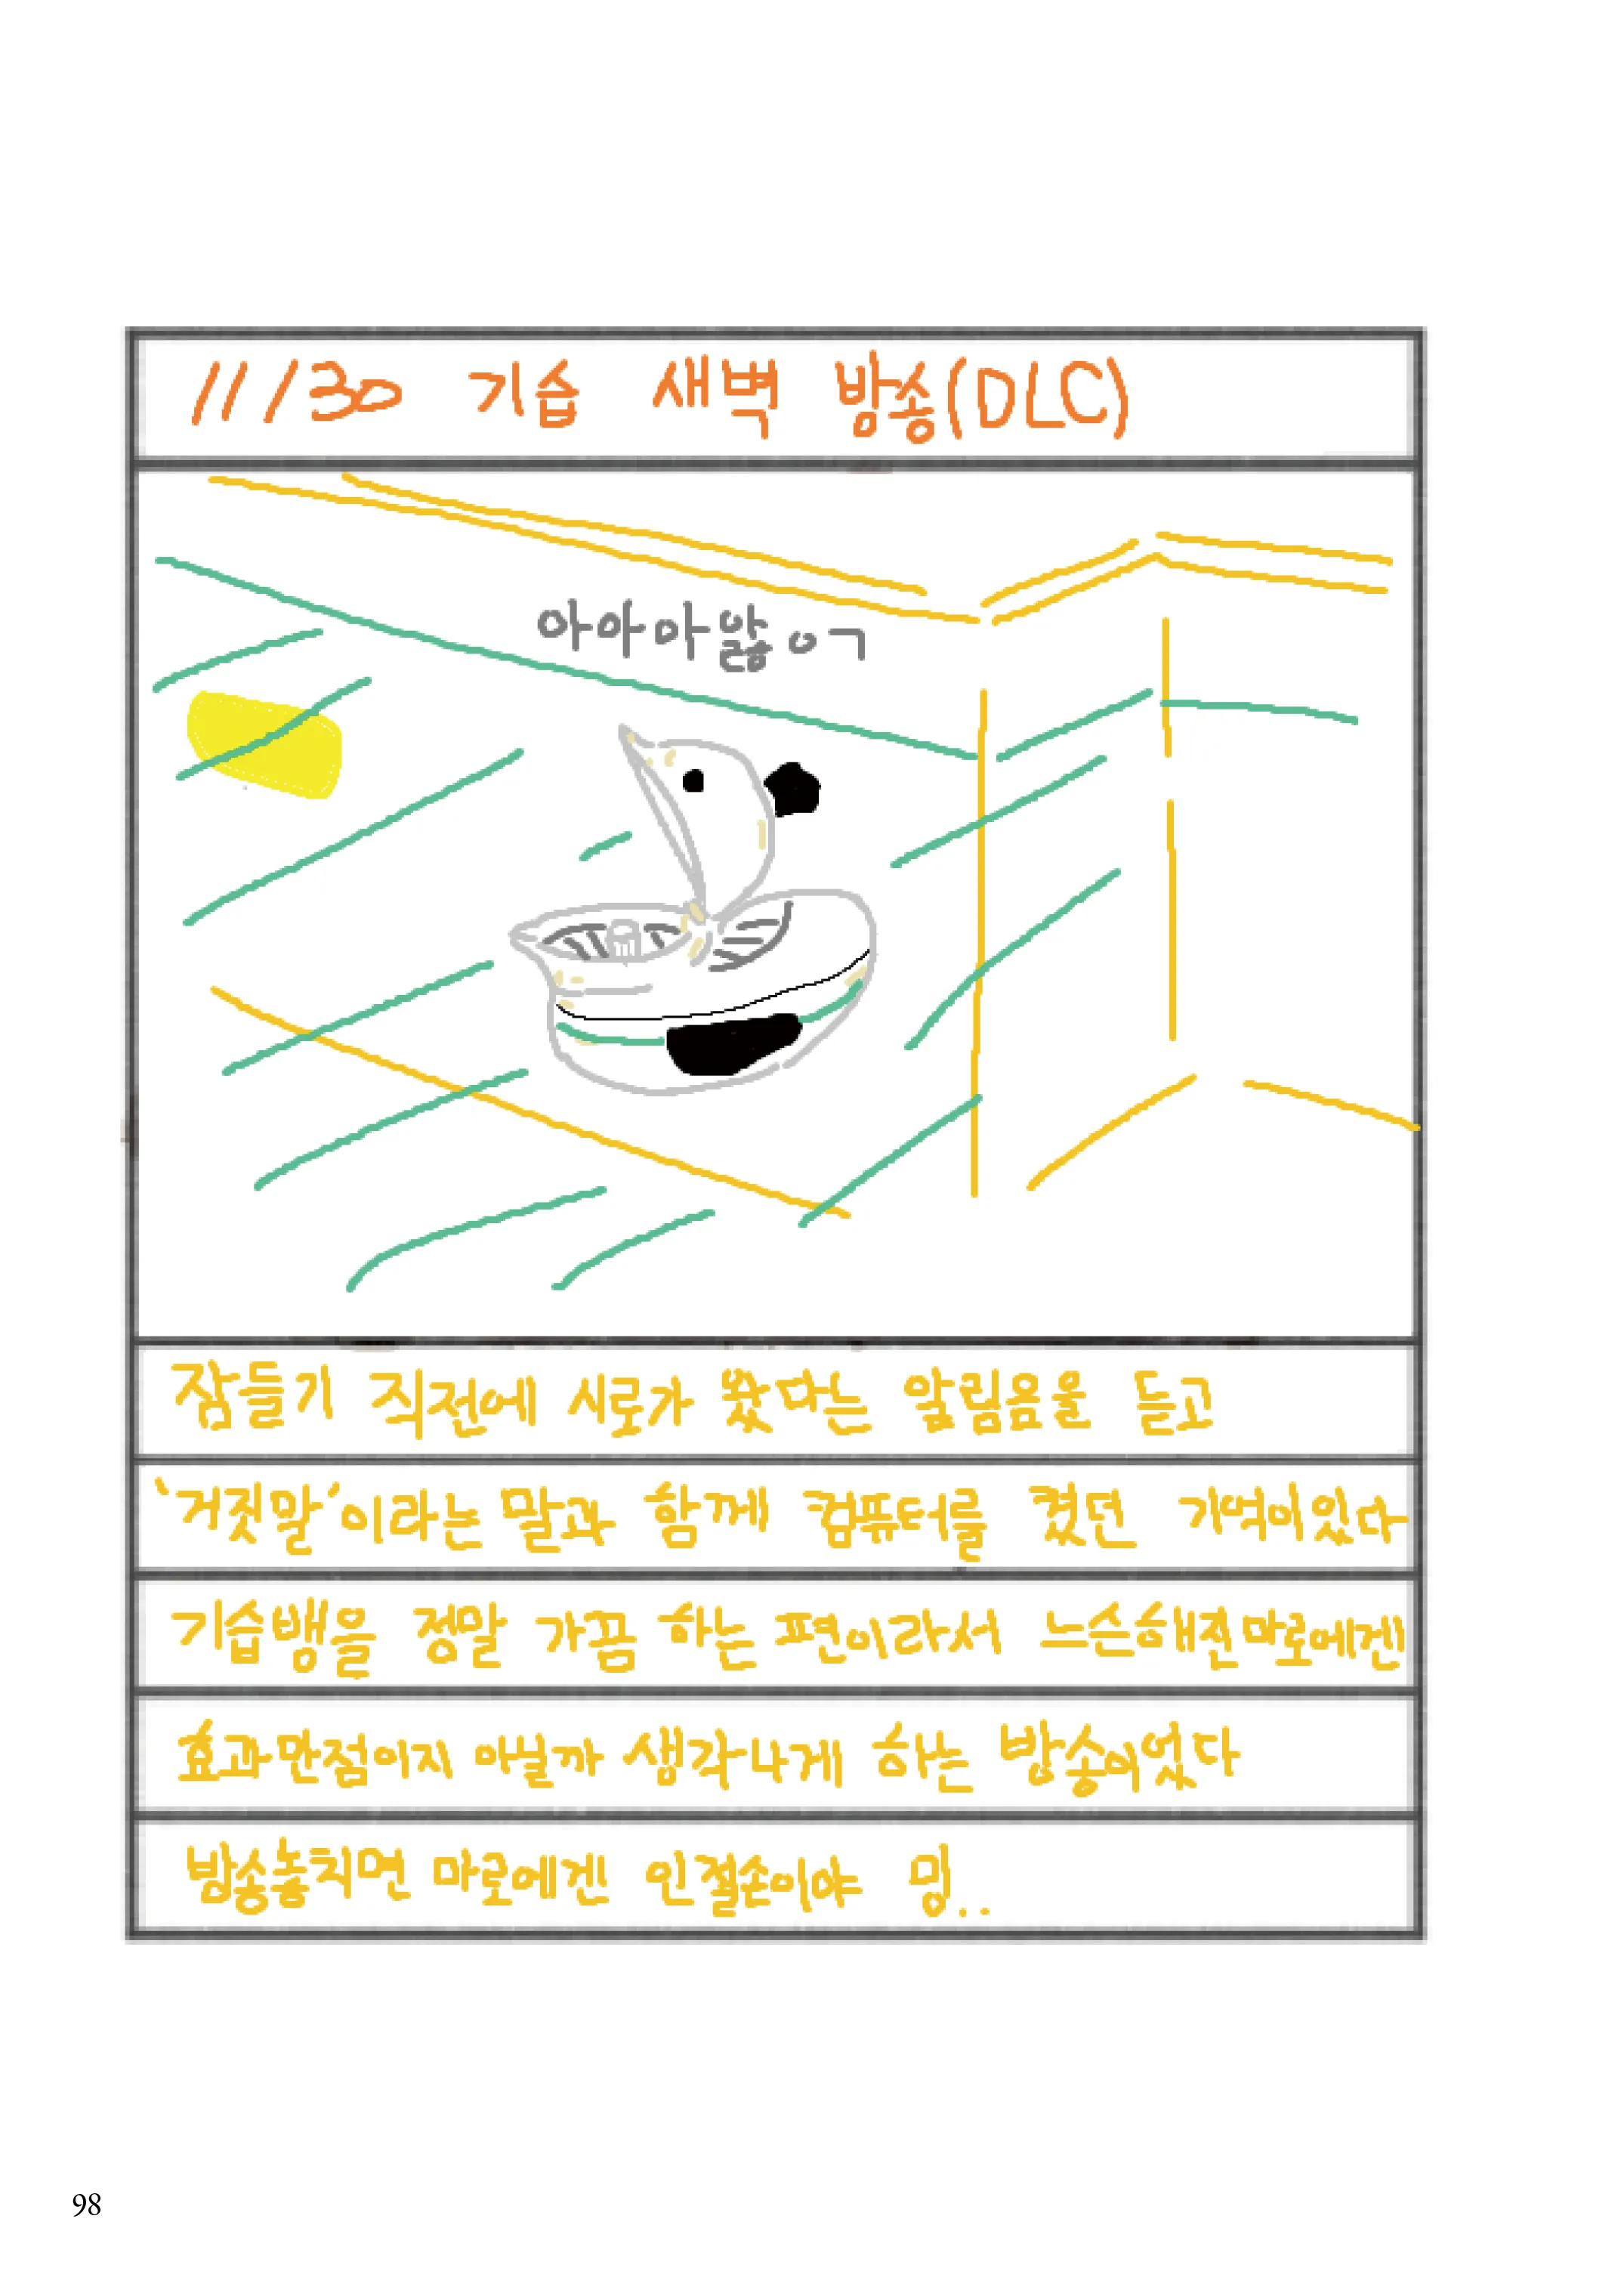 11/30 기습 새벽 방송(DLC)
아아아왊ㅇㄱ
잠들기 직전에 시로가 왔다는 알림음을 듣고
'거짓말'이라는 말과 함께 컴퓨터를 켰던 기억이있다
기습뱅을 정말 가끔 하는 편이라서 느슨해진마로에겐
효과만점이지 아닐까 생각나게 하는 방송이었다
방송놓치면 마로에겐 인절손이야 밍..
98